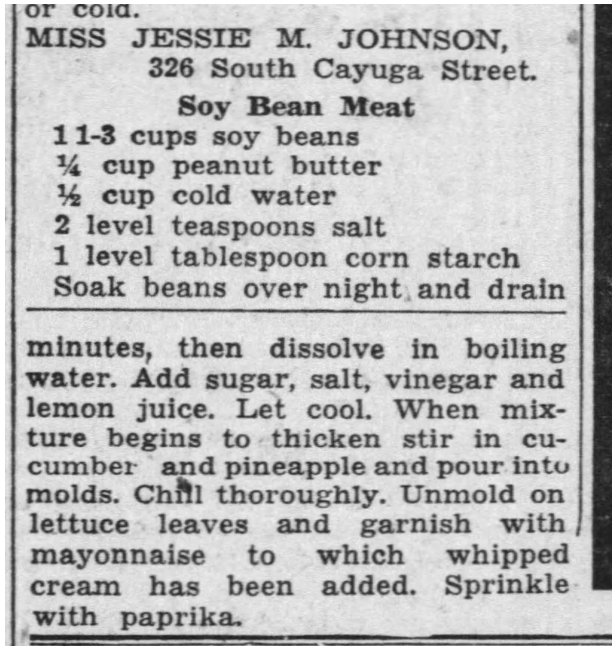 or cold.
MISS JESSIE M. JOHNSON,
326 South Cayuga Street.
Soy Bean Meat
1 1-3 cups soy beans
¼ cup peanut butter
½ cup cold water
2 level teaspoons salt
1 level tablespoon corn starch
Soak beans over night and drain
minutes, then dissolve in boiling
water. Add sugar, salt, vinegar and
lemon juice. Let cool. When mix-
ture begins to thicken stir in cu-
cumber and pineapple and pour into
molds. Chill thoroughly. Unmold on
lettuce leaves and garnish with
mayonnaise to which whipped
cream has been added. Sprinkle
with paprika.